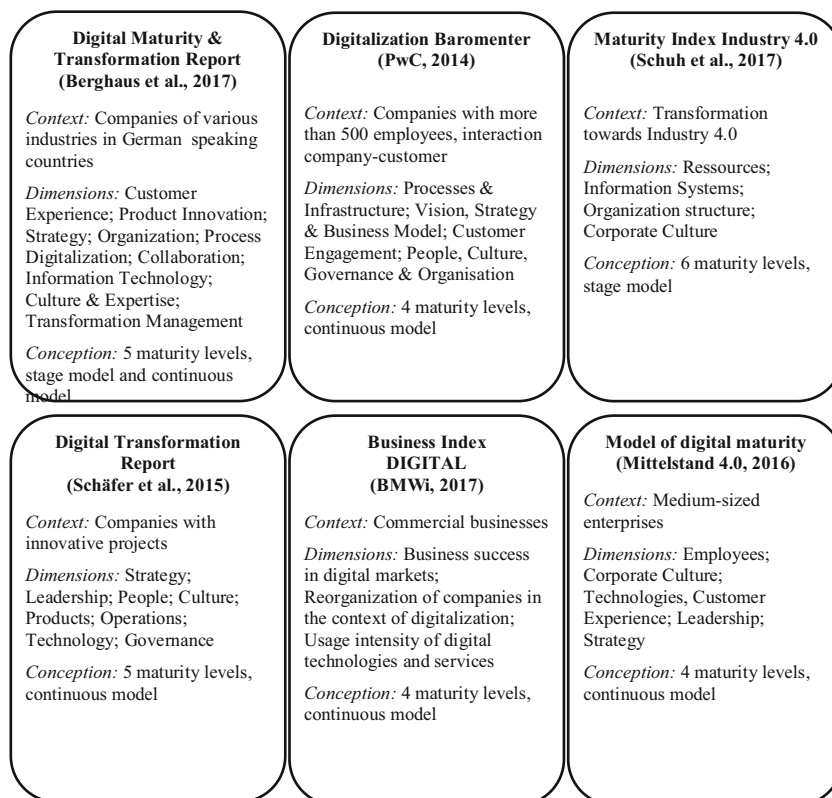 Digital Maturity &
Transformation Report
(Berghaus et al., 2017)
Context: Companies of various
industries in German speaking
countries
Dimensions: Customer
Experience; Product Innovation;
Strategy; Organization; Process
Digitalization; Collaboration;
Information Technology;
Culture & Expertise;
Transformation Management
Conception: 5 maturity levels,
stage model and continuous
model
Digitalization Baromenter
(PwC, 2014)
Context: Companies with more
than 500 employees, interaction
company-customer
Dimensions: Processes &
Infrastructure; Vision, Strategy
& Business Model; Customer
Engagement; People, Culture,
Governance & Organisation
Conception: 4 maturity levels,
continuous model
Maturity Index Industry 4.0
(Schuh et al., 2017)
Context: Transformation
towards Industry 4.0
Dimensions: Ressources;
Information Systems;
Organization structure;
Corporate Culture
Conception: 6 maturity levels,
stage model
Digital Transformation
Report
(Schäfer et al., 2015)
Context: Companies with
innovative projects
Dimensions: Strategy;
Leadership; People; Culture;
Products; Operations;
Technology; Governance
Conception: 5 maturity levels,
continuous model
Business Index
DIGITAL
(BMWi, 2017)
Context: Commercial businesses
Dimensions: Business success
in digital markets;
Reorganization of companies in
the context of digitalization;
Usage intensity of digital
technologies and services
Conception: 4 maturity levels,
continuous model
Model of digital maturity
(Mittelstand 4.0, 2016)
Context: Medium-sized
enterprises
Dimensions: Employees;
Corporate Culture;
Technologies, Customer
Experience; Leadership;
Strategy
Conception: 4 maturity levels,
continuous model